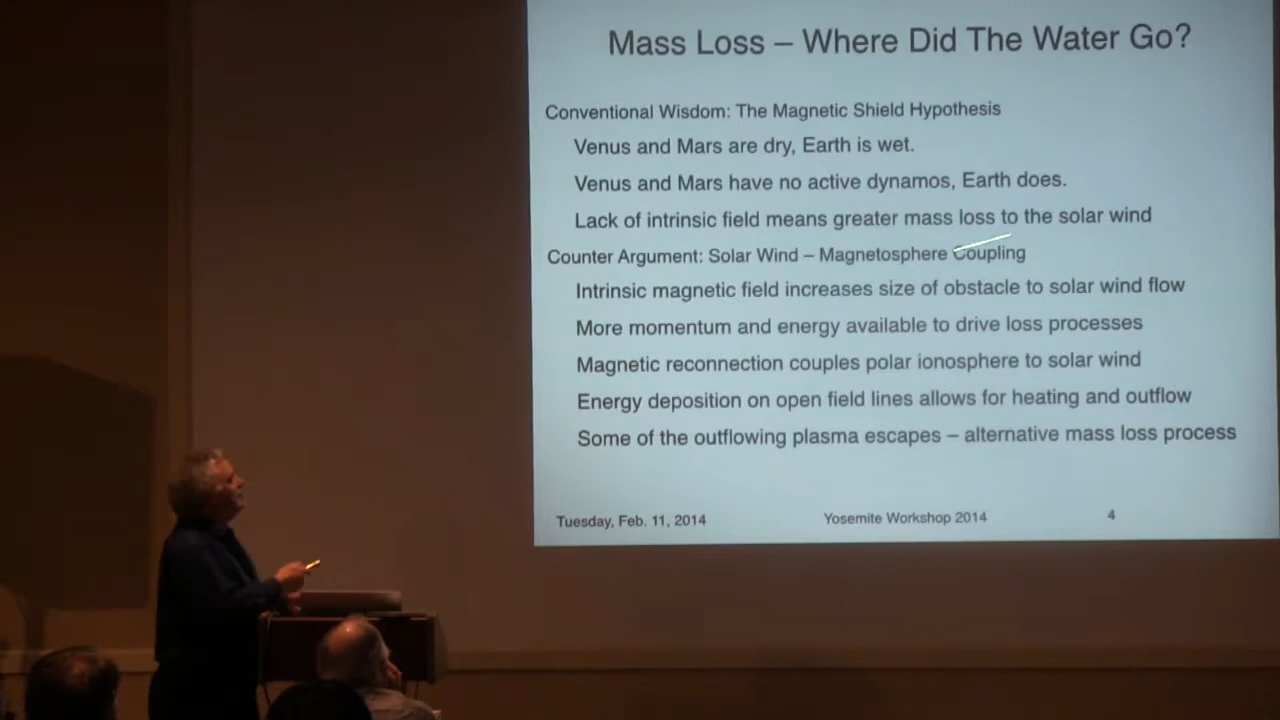 Mass Loss – Where Did The Water Go?
Conventional Wisdom: The Magnetic Shield Hypothesis
Venus and Mars are dry, Earth is wet.
Venus and Mars have no active dynamos, Earth does.
Lack of intrinsic field means greater mass loss to the solar wind
Counter Argument: Solar Wind – Magnetosphere Coupling
Intrinsic magnetic field increases size of obstacle to solar wind flow
More momentum and energy available to drive loss processes
Magnetic reconnection couples polar ionosphere to solar wind
Energy deposition on open field lines allows for heating and outflow
Some of the outflowing plasma escapes – alternative mass loss process
Tuesday, Feb. 11, 2014 Yosemite Workshop 2014 4